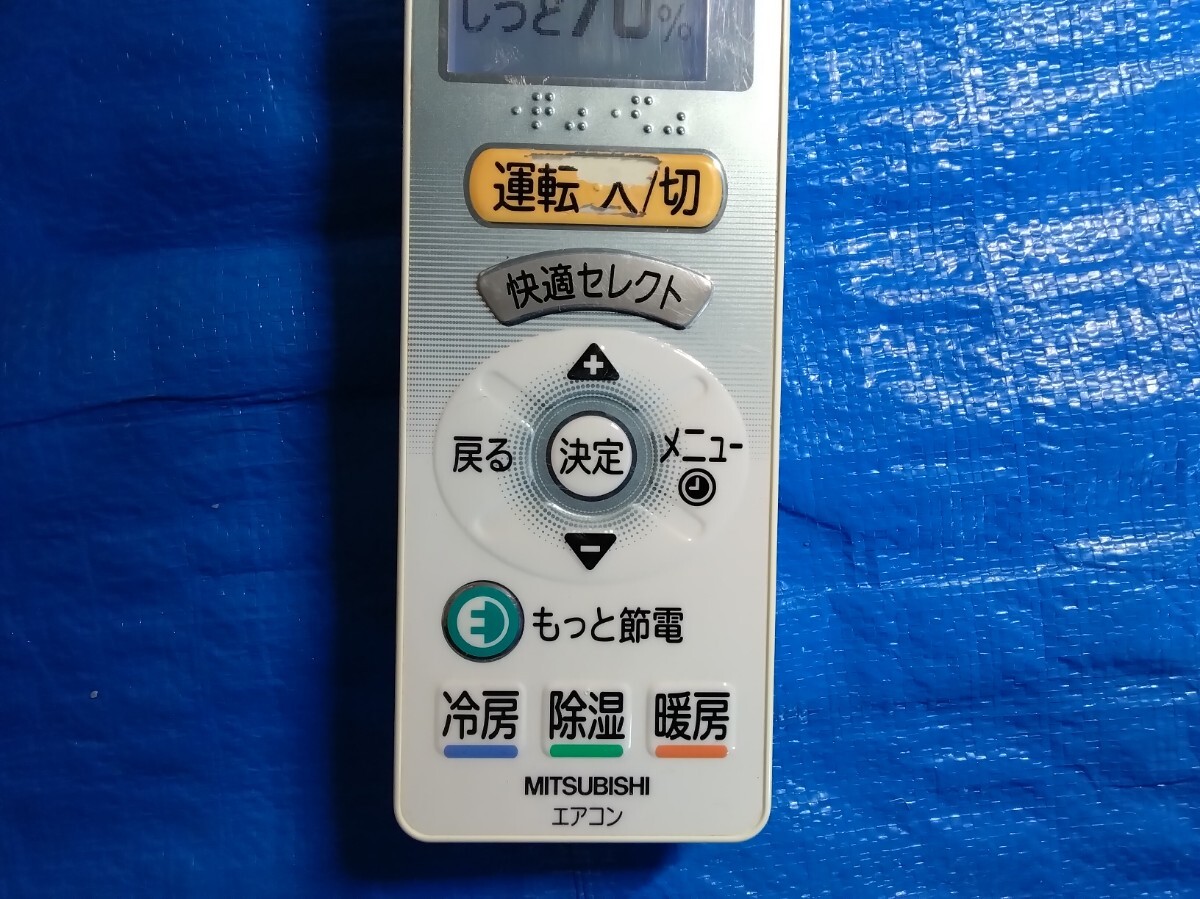 しつど70%
運転 入/切
快適セレクト
戻る
決定
メニュー
もっと節電
冷房 除湿 暖房
MITSUBISHI
エアコン